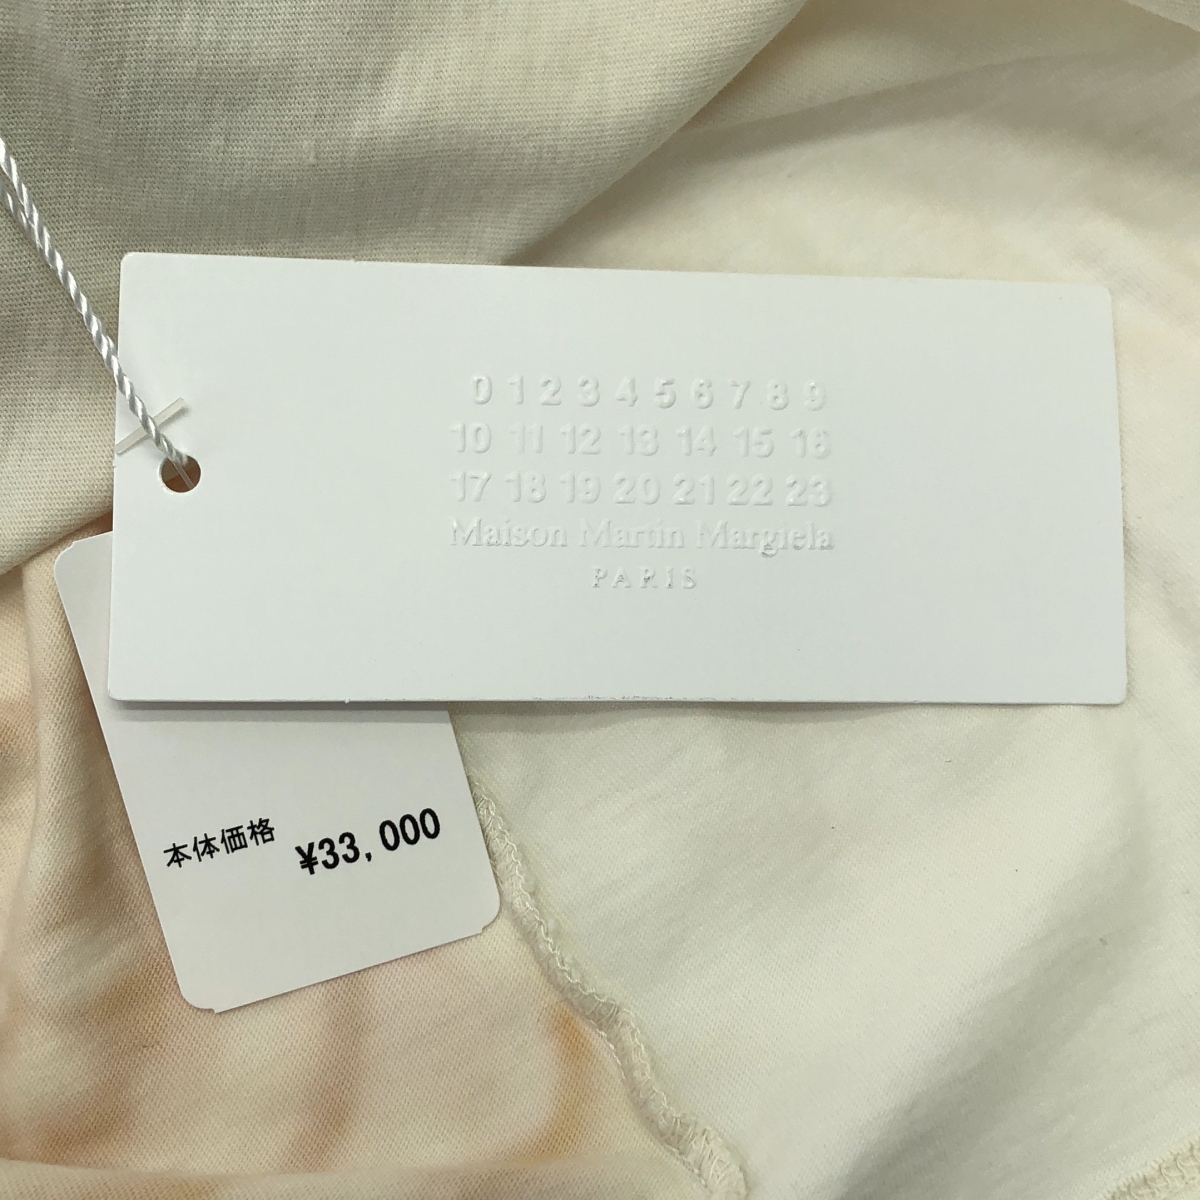 0 1 2 3 4 5 6 7 8 9
10 11 12 13 14 15 16
17 18 19 20 21 22 23
Maison Martin Margiela
PARIS
本体価格 ¥33,000